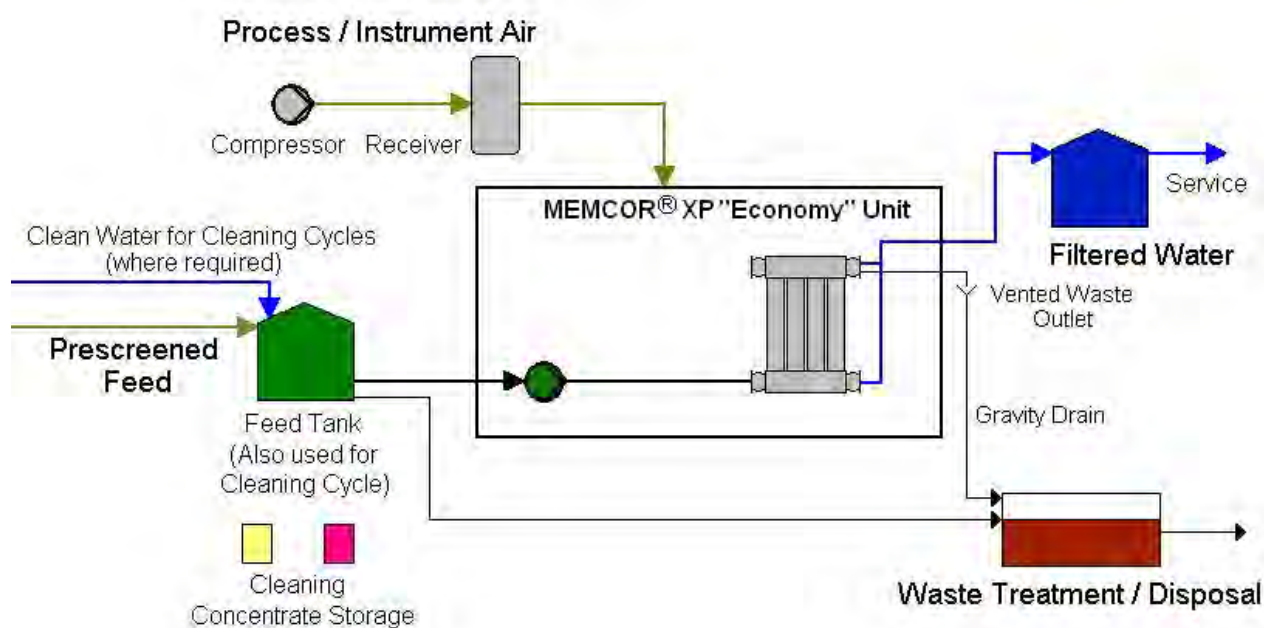 Process / Instrument Air
Compressor
Receiver
MEMCOR® XP "Economy" Unit
Service
Filtered Water
Clean Water for Cleaning Cycles
(where required)
Prescreened
Feed
Vented Waste
Outlet
Feed Tank
(Also used for
Cleaning Cycle)
Gravity Drain
Cleaning
Concentrate Storage
Waste Treatment / Disposal